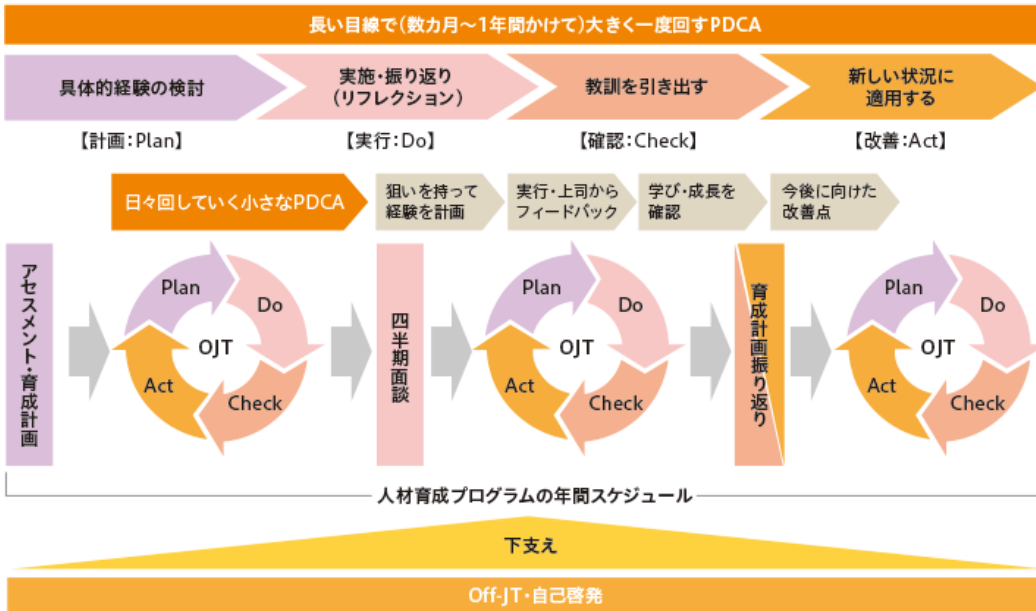 長い目線で(数カ月～1年間かけて)大きく一度回すPDCA
具体的経験の検討
実施・振り返り
(リフレクション)
教訓を引き出す
新しい状況に
適用する
【計画:Plan】
【実行:Do】
【確認:Check】
【改善:Act】
日々回していく小さなPDCA
狙いを持って
経験を計画
実行・上司から
フィードバック
学び・成長を
確認
今後に向けた
改善点
アセスメント・育成計画
Plan
Do
OJT
Act
Check
四半期面談
Plan
Do
OJT
Act
Check
育成計画振り返り
Plan
Do
OJT
Act
Check
人材育成プログラムの年間スケジュール
下支え
Off-JT・自己啓発